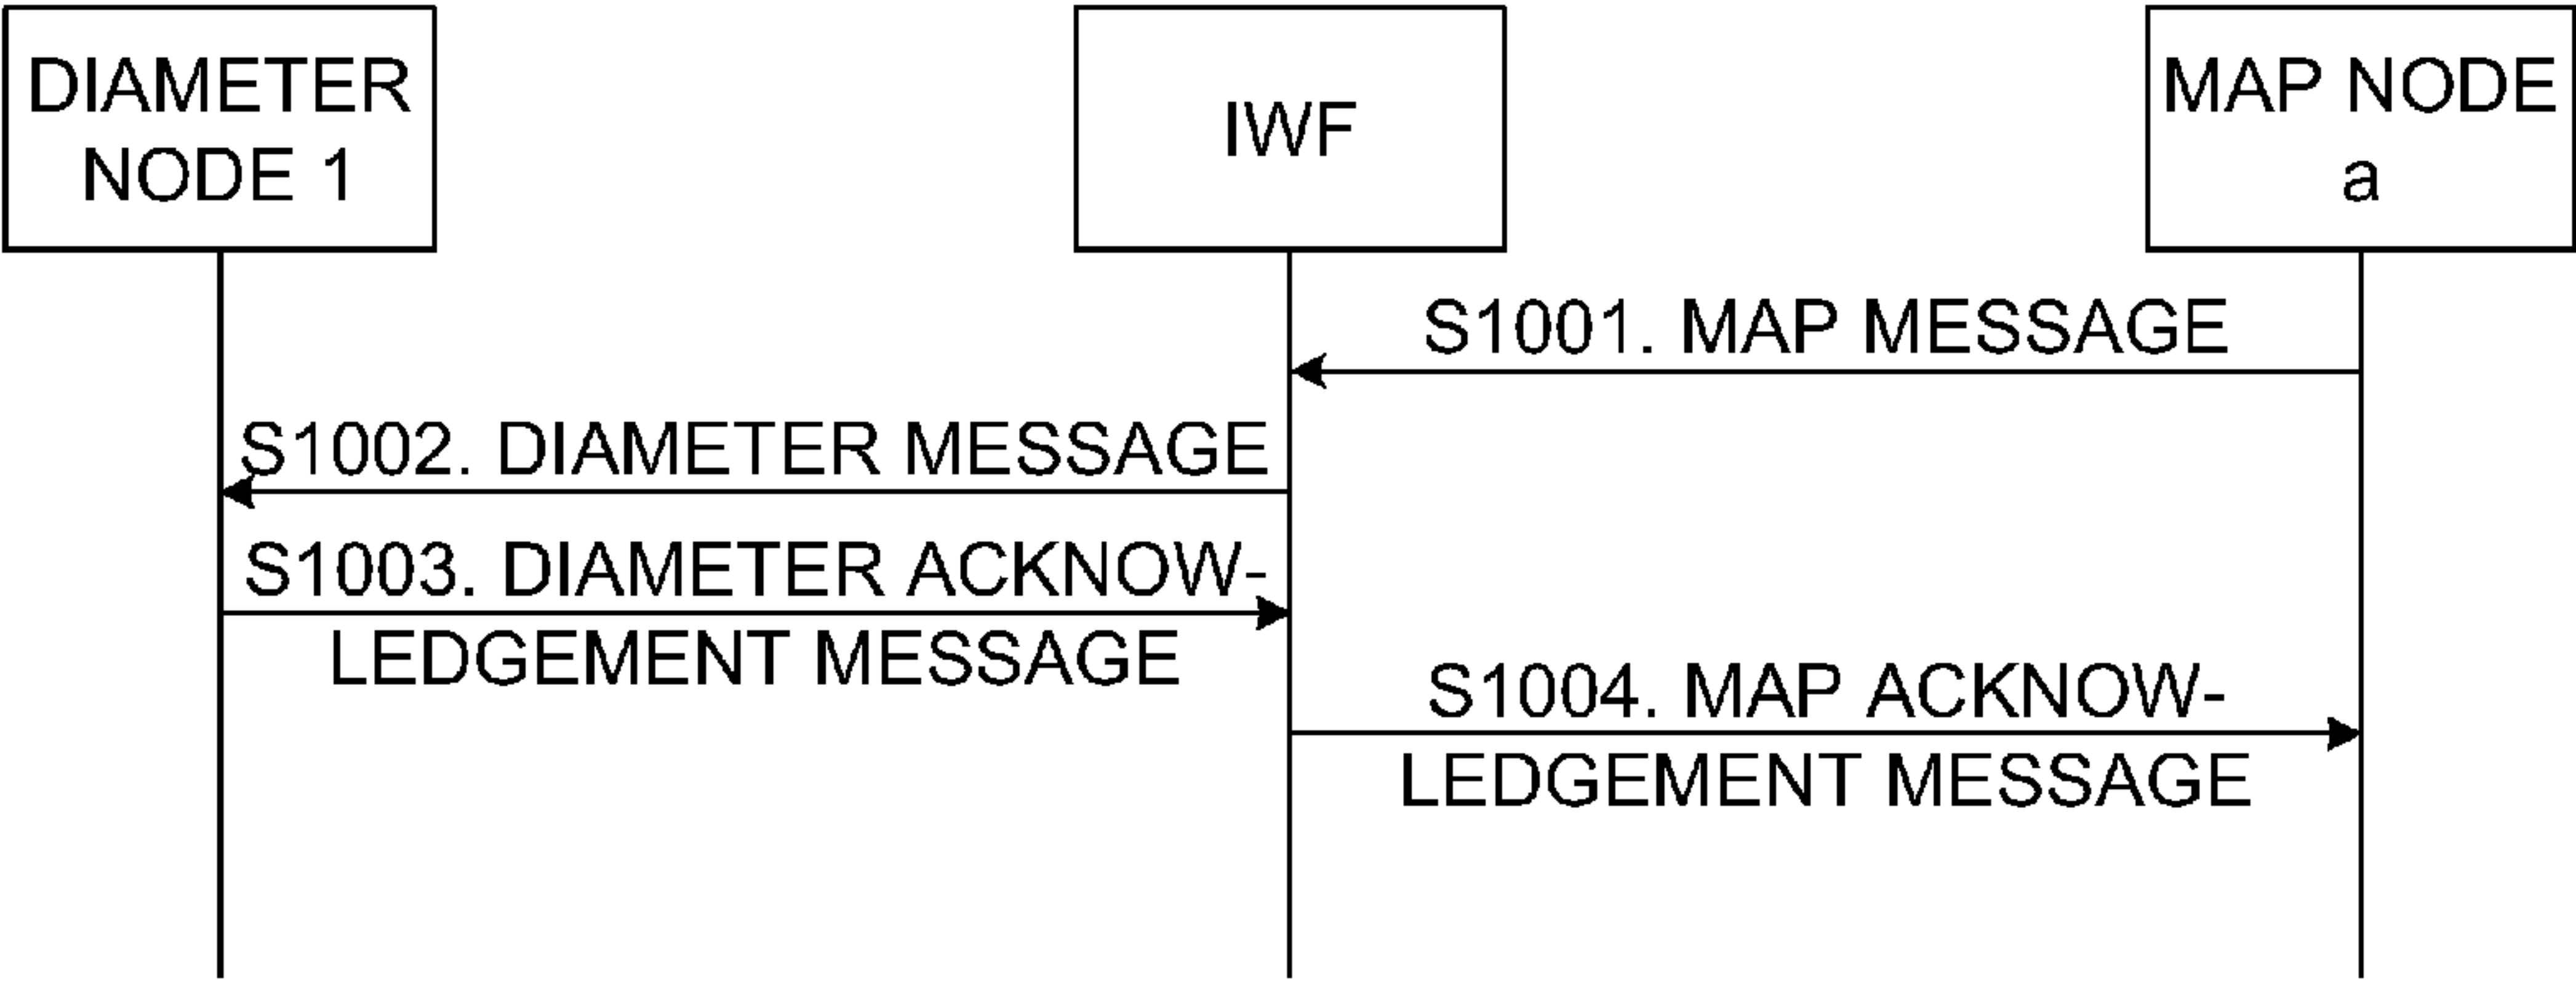 DIAMETER
NODE 1
IWF
MAP NODE
a
S1001. MAP MESSAGE
S1002. DIAMETER MESSAGE
S1003. DIAMETER ACKNOW-
LEDGEMENT MESSAGE
S1004. MAP ACKNOW-
LEDGEMENT MESSAGE